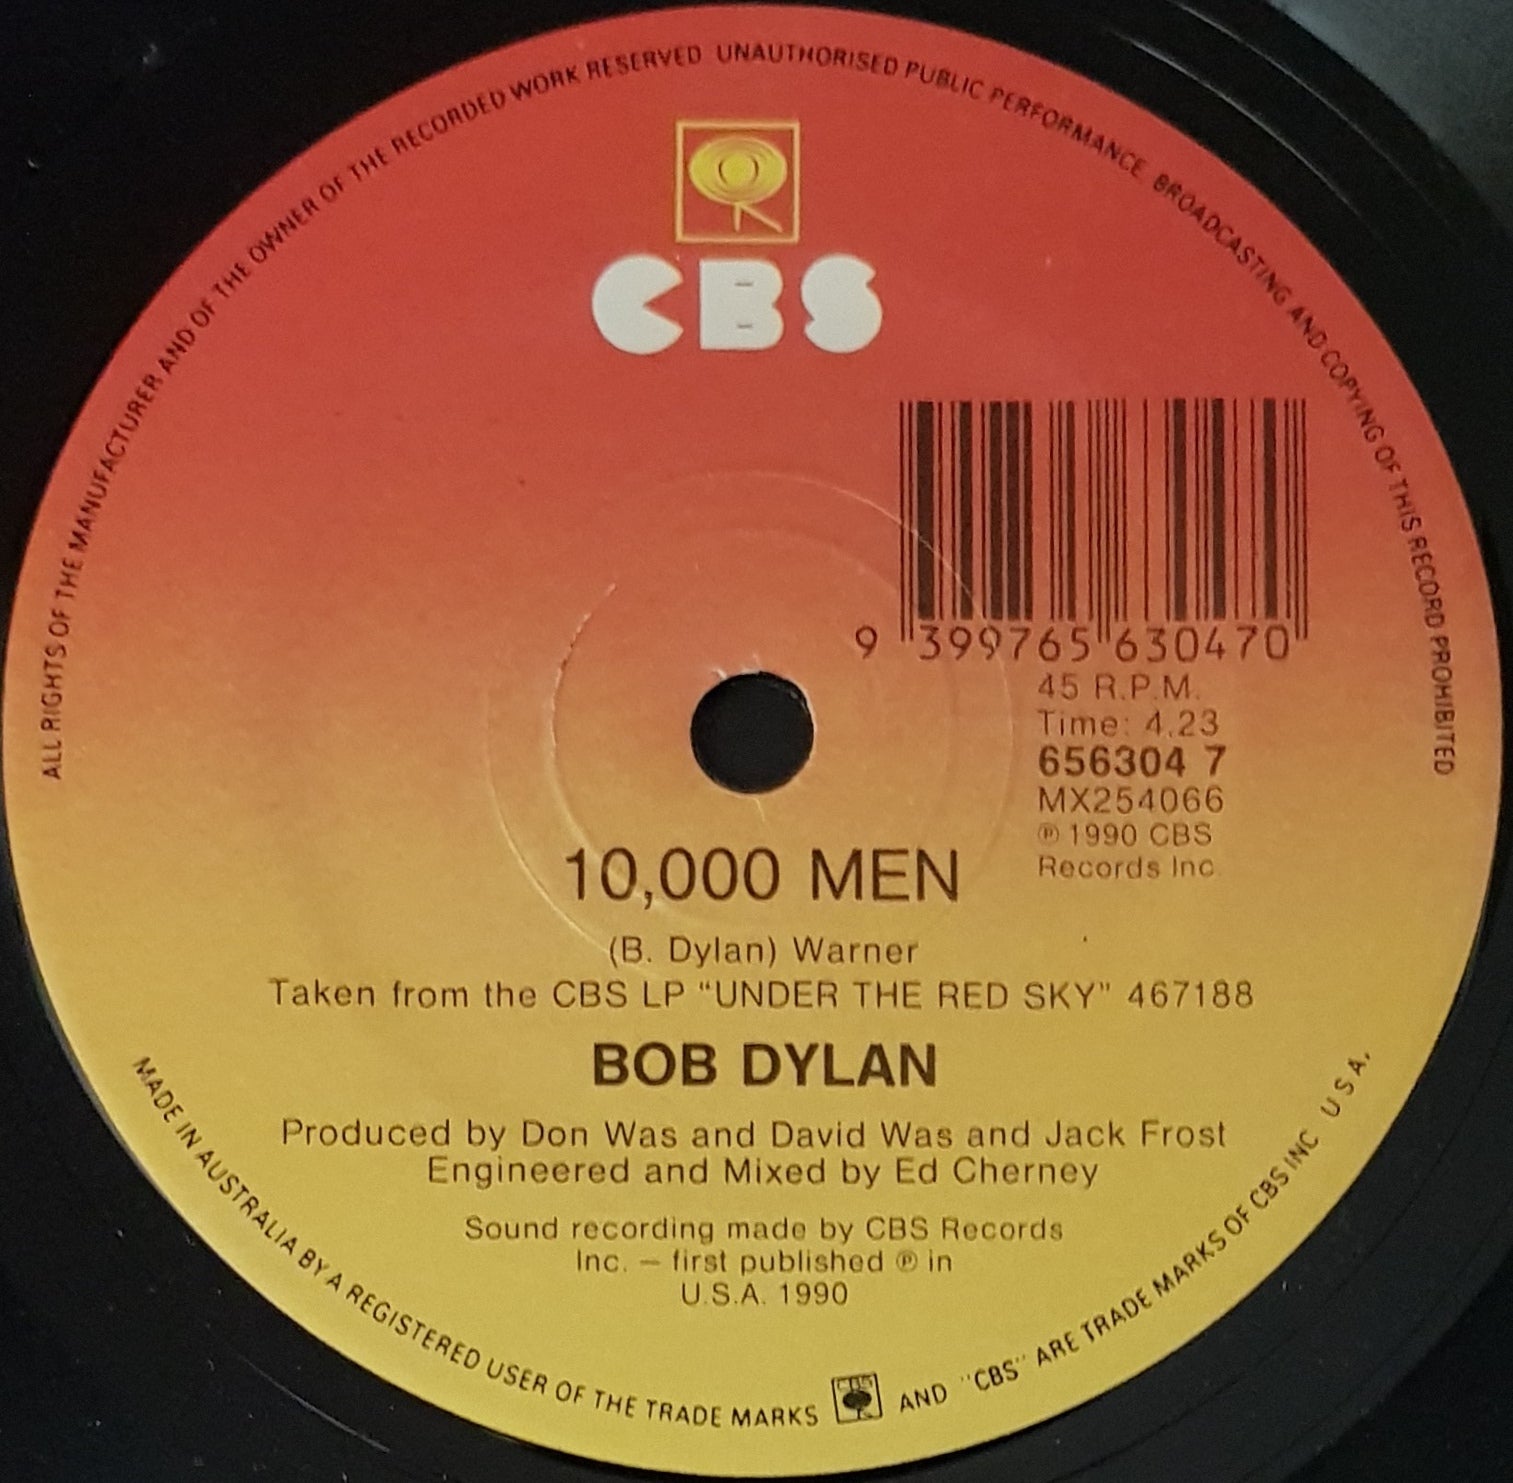 ALL RIGHTS OF THE MANUFACTURER AND OF THE OWNER OF THE RECORDED WORK RESERVED UNAUTHORISED PUBLIC PERFORMANCE BROADCASTING AND COPYING OF THIS RECORD PROHIBITED
CBS
9 399765 630470
45 R.P.M.
Time: 4.23
656304 7
MX254066
℗ 1990 CBS
Records Inc.
10,000 MEN
(B. Dylan) Warner
Taken from the CBS LP "UNDER THE RED SKY" 467188
BOB DYLAN
Produced by Don Was and David Was and Jack Frost
Engineered and Mixed by Ed Cherney
Sound recording made by CBS Records
Inc. – first published ℗ in
U.S.A. 1990
MADE IN AUSTRALIA BY A REGISTERED USER OF THE TRADE MARKS CBS AND "CBS" ARE TRADE MARKS OF CBS INC U S A.